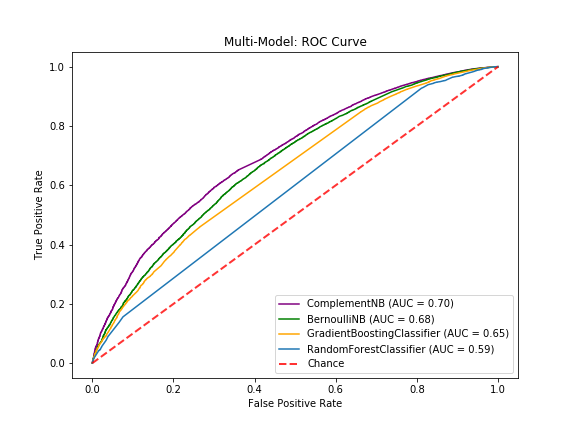 Multi-Model: ROC Curve
True Positive Rate
1.0
0.8
0.6
0.4
0.2
0.0
ComplementNB (AUC = 0.70)
BernoulliNB (AUC = 0.68)
GradientBoostingClassifier (AUC = 0.65)
RandomForestClassifier (AUC = 0.59)
Chance
0.0 0.2 0.4 0.6 0.8 1.0
False Positive Rate